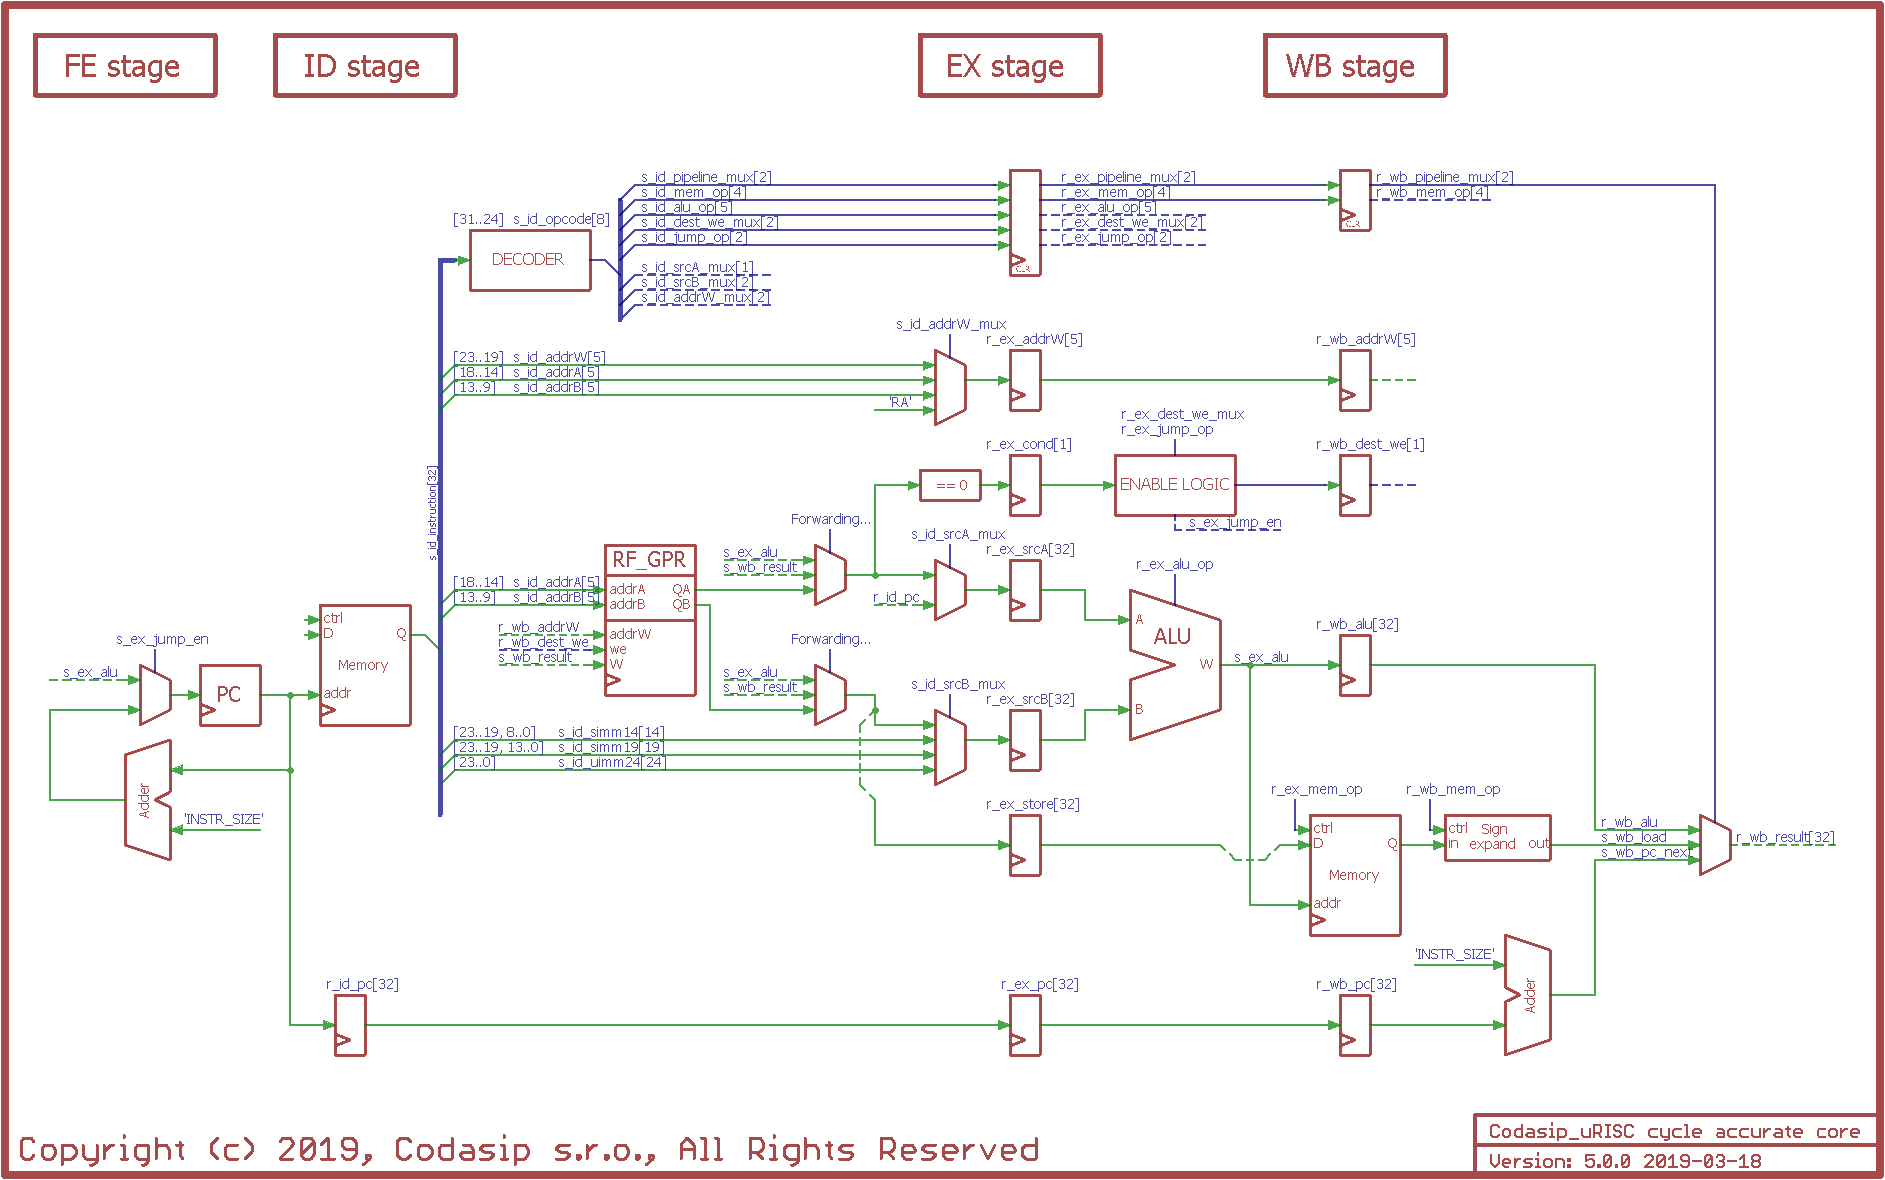 FE stage
ID stage
EX stage
WB stage
s_id_pipeline_mux[2]
s_id_mem_op[4]
s_id_alu_op[5]
s_id_dest_we_mux[2]
s_id_jump_op[2]
s_id_srcA_mux[1]
s_id_srcB_mux[2]
s_id_addrW_mux[2]
[31..24] s_id_opcode[8]
DECODER
CLR
r_ex_pipeline_mux[2]
r_ex_mem_op[4]
r_ex_alu_op[5]
r_ex_dest_we_mux[2]
r_ex_jump_op[2]
CLR
r_wb_pipeline_mux[2]
r_wb_mem_op[4]
s_id_addrW_mux
[23..19] s_id_addrW[5]
[18..14] s_id_addrA[5]
[13..9] s_id_addrB[5]
'RA'
r_ex_addrW[5]
r_wb_addrW[5]
r_ex_dest_we_mux
r_ex_jump_op
r_ex_cond[1]
== 0
ENABLE LOGIC
s_ex_jump_en
r_wb_dest_we[1]
s_id_instruction[32]
Forwarding...
s_ex_alu
s_wb_result
s_id_srcA_mux
r_id_pc
r_ex_srcA[32]
r_ex_alu_op
RF_GPR
[18..14] s_id_addrA[5]
[13..9] s_id_addrB[5]
addrA
addrB
QA
QB
r_wb_addrW
r_wb_dest_we
s_wb_result
addrW
we
W
ctrl
D
Q
Memory
addr
s_ex_jump_en
s_ex_alu
PC
Adder
'INSTR_SIZE'
Forwarding...
s_ex_alu
s_wb_result
s_id_srcB_mux
r_ex_srcB[32]
A
ALU
W
B
s_ex_alu
r_wb_alu[32]
[23..19, 8..0] s_id_simm14[14]
[23..19, 13..0] s_id_simm19[19]
[23..0] s_id_uimm24[24]
r_ex_store[32]
r_ex_mem_op
ctrl
D
Q
Memory
addr
r_wb_mem_op
ctrl
Sign
in
expand
out
r_wb_alu
s_wb_load
s_wb_pc_next
r_wb_result[32]
'INSTR_SIZE'
Adder
r_id_pc[32]
r_ex_pc[32]
r_wb_pc[32]
Copyright (c) 2019, Codasip s.r.o., All Rights Reserved
Codasip_uRISC cycle accurate core
Version: 5.0.0 2019-03-18